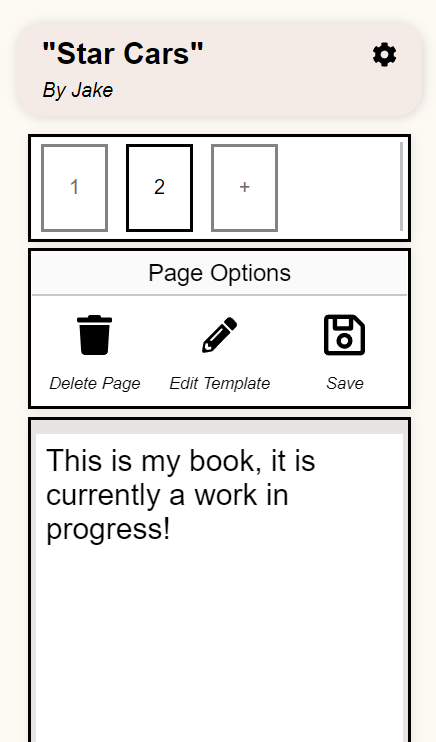 "Star Cars"
By Jake
1 2 +
Page Options
Delete Page Edit Template Save
This is my book, it is
currently a work in
progress!